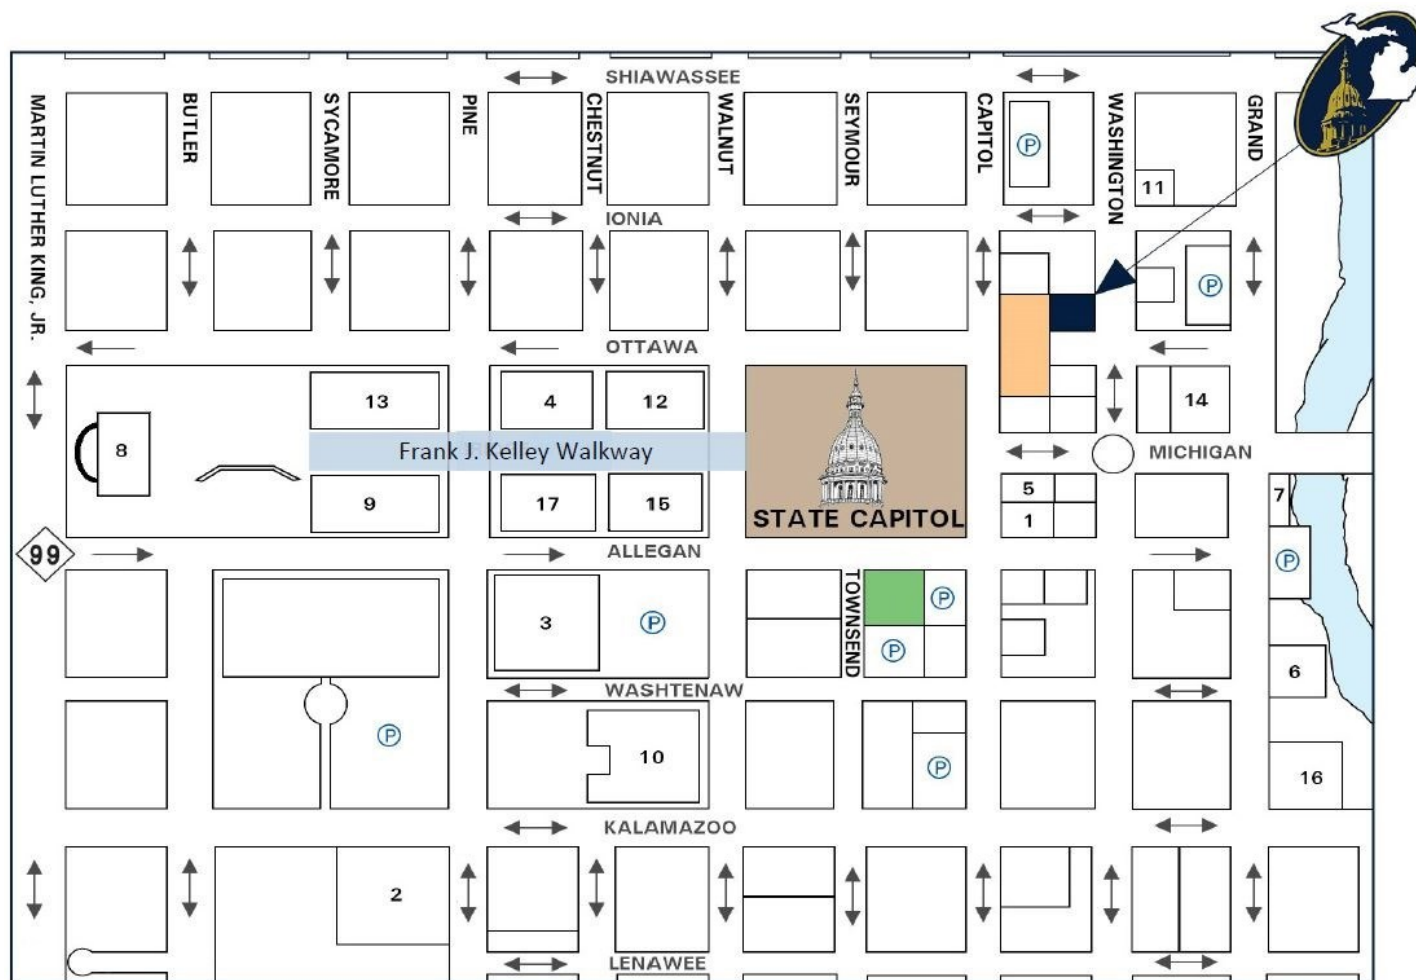 SHIAWASSEE
MARTIN LUTHER KING, JR.
BUTLER
SYCAMORE
PINE
CHESTNUT
WALNUT
SEYMOUR
CAPITOL
WASHINGTON
GRAND
P
11
IONIA
P
OTTAWA
13
4
12
14
8
Frank J. Kelley Walkway
MICHIGAN
9
17
15
STATE CAPITOL
5
1
7
99
ALLEGAN
P
3
P
TOWNSEND
P
P
6
WASHTENAW
P
10
P
16
KALAMAZOO
2
LENAWEE